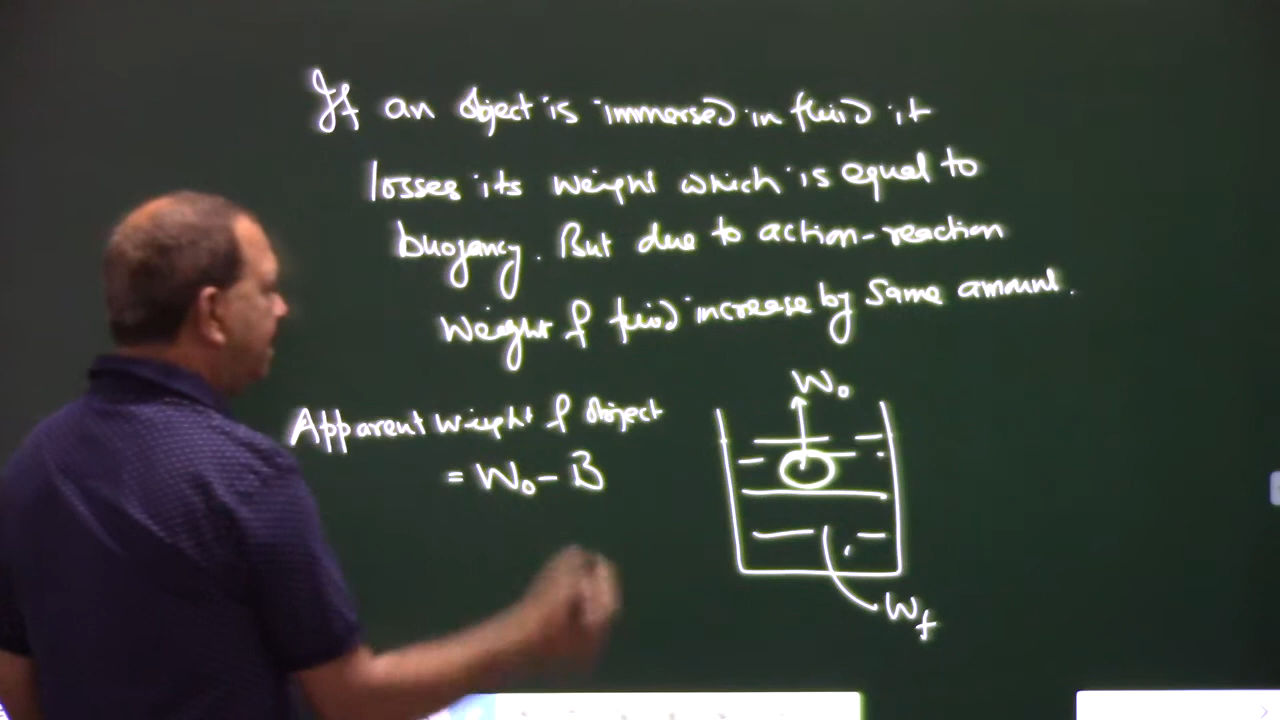 If an object is immersed in fluid it
losses its weight which is equal to
buoyancy. But due to action-reaction
Weight of fluid increase by same amount.
Apparent Weight of object
= W₀ - B
W₀
W_f